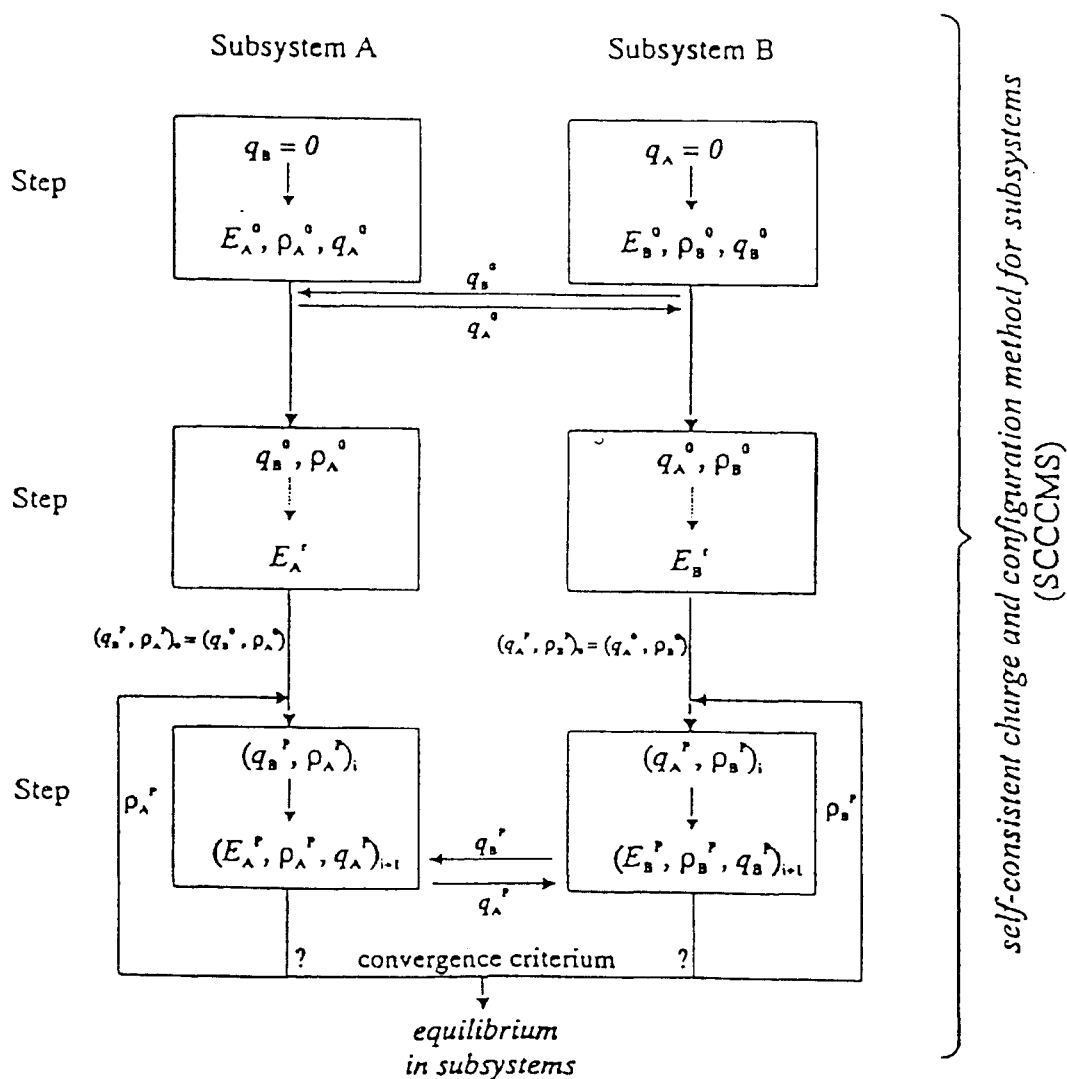 Subsystem A
Subsystem B
Step
q_B = 0
E_A^0, ρ_A^0, q_A^0
q_A = 0
E_B^0, ρ_B^0, q_B^0
q_B^0
q_A^0
Step
q_B^0, ρ_A^0
E_A^r
q_A^0, ρ_B^0
E_B^r
(q_B^P, ρ_A^P)_0 = (q_B^0, ρ_A^0)
(q_A^P, ρ_B^P)_0 = (q_A^0, ρ_B^0)
Step
ρ_A^P
(q_B^P, ρ_A^P)_i
(E_A^P, ρ_A^P, q_A^P)_{i+1}
q_B^P
q_A^P
(q_A^P, ρ_B^P)_i
(E_B^P, ρ_B^P, q_B^P)_{i+1}
ρ_B^P
? convergence criterium ?
equilibrium
in subsystems
self-consistent charge and configuration method for subsystems
(SCCCMS)